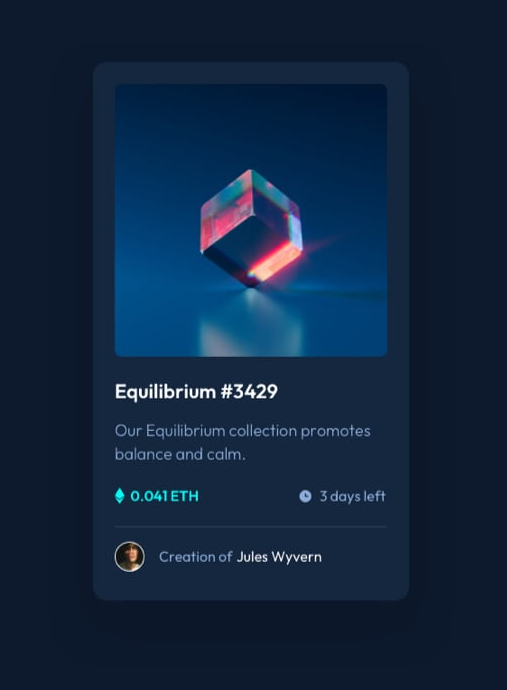 Equilibrium #3429
Our Equilibrium collection promotes
balance and calm.
0.041 ETH
3 days left
Creation of Jules Wyvern